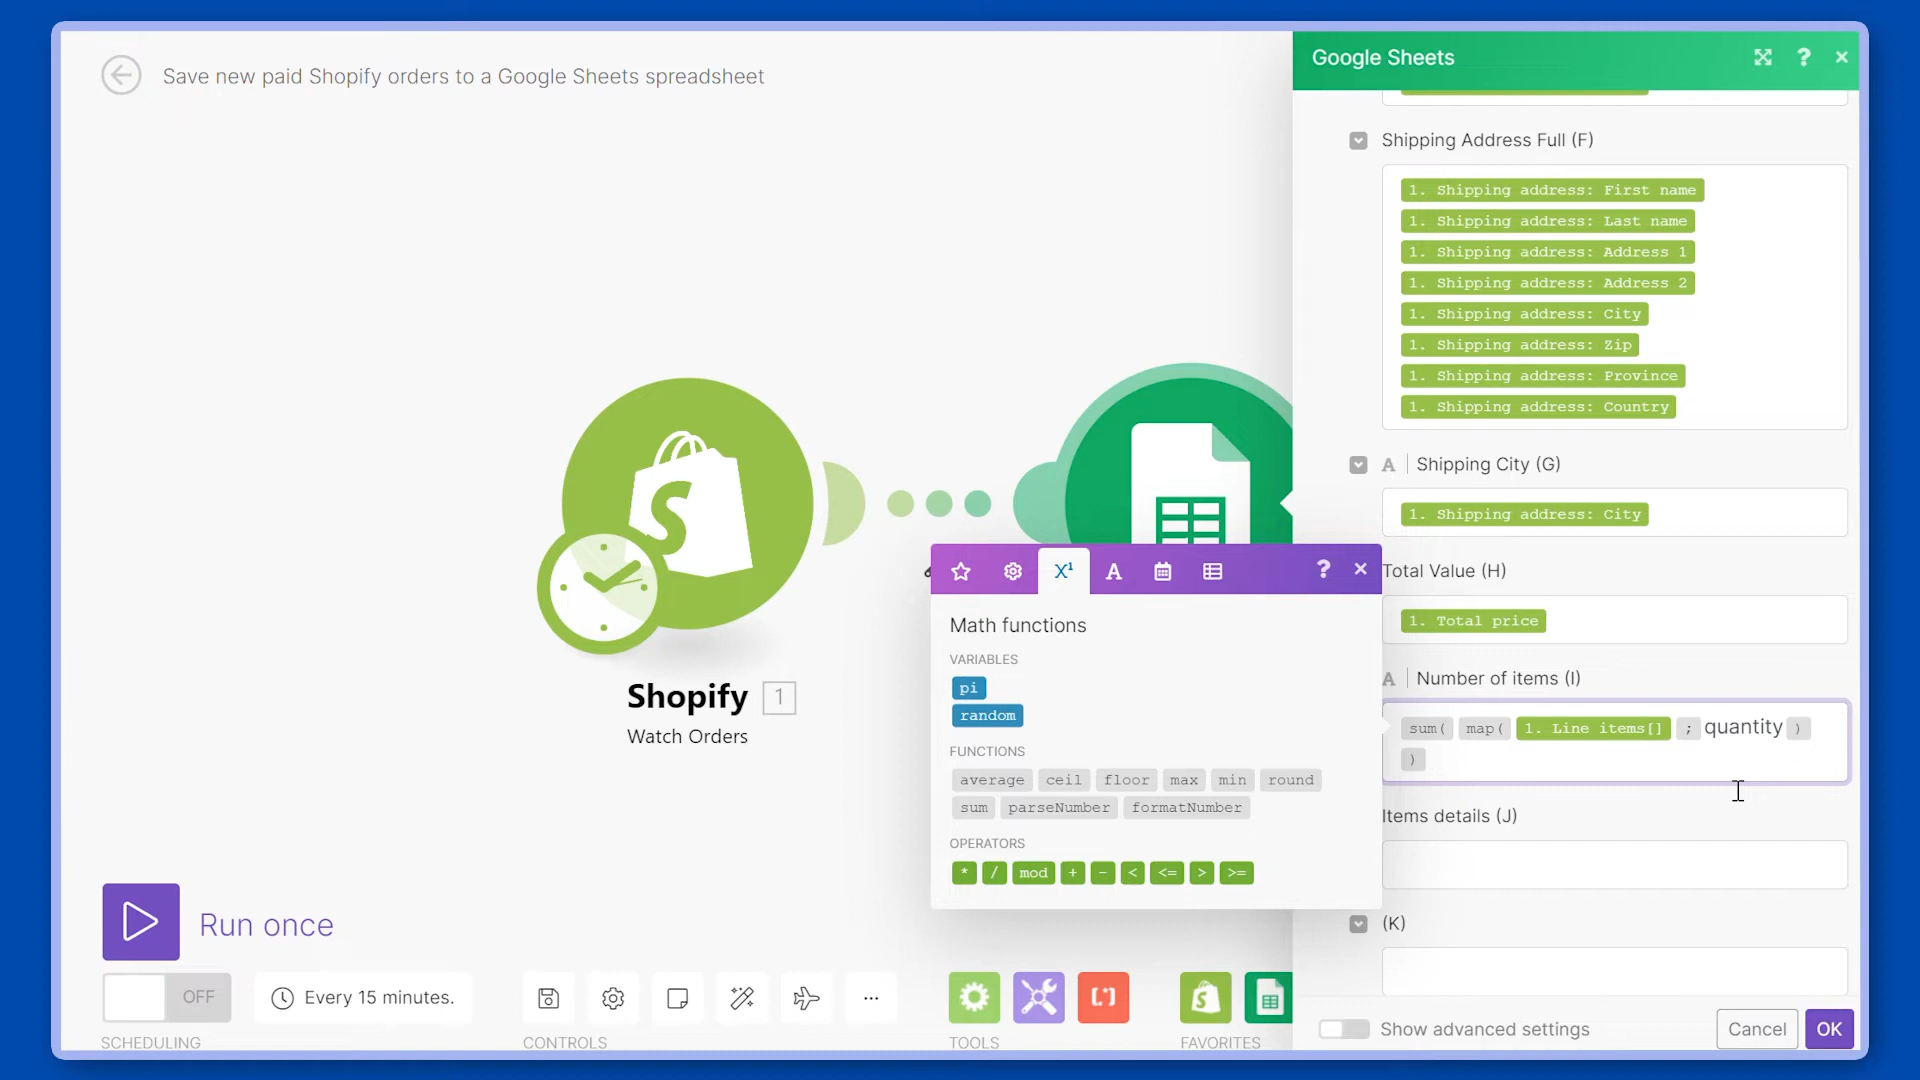 Save new paid Shopify orders to a Google Sheets spreadsheet
Google Sheets
?
Shipping Address Full (F)
1. Shipping address: First name
1. Shipping address: Last name
1. Shipping address: Address 1
1. Shipping address: Address 2
1. Shipping address: City
1. Shipping address: Zip
1. Shipping address: Province
1. Shipping address: Country
A Shipping City (G)
1. Shipping address: City
Total Value (H)
1. Total price
A Number of items (I)
sum( map( 1. Line items[] ; quantity )
)
Items details (J)
(K)
Show advanced settings
Cancel
OK
X¹
A
?
Math functions
VARIABLES
pi
random
FUNCTIONS
average ceil floor max min round
sum parseNumber formatNumber
OPERATORS
* / mod + - < <= > >=
Shopify 1
Watch Orders
Run once
OFF
Every 15 minutes.
...
[*]
SCHEDULING
CONTROLS
TOOLS
FAVORITES